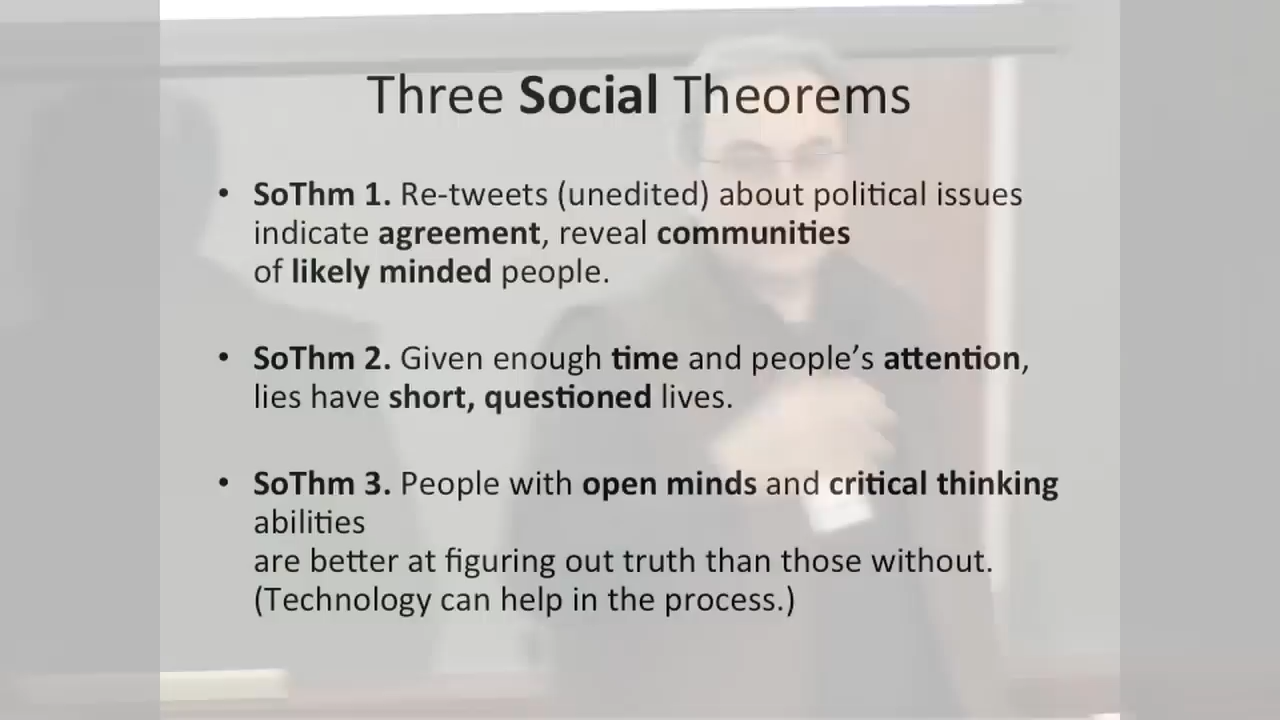 Three Social Theorems
• SoThm 1. Re-tweets (unedited) about political issues
indicate agreement, reveal communities
of likely minded people.
• SoThm 2. Given enough time and people’s attention,
lies have short, questioned lives.
• SoThm 3. People with open minds and critical thinking
abilities
are better at figuring out truth than those without.
(Technology can help in the process.)